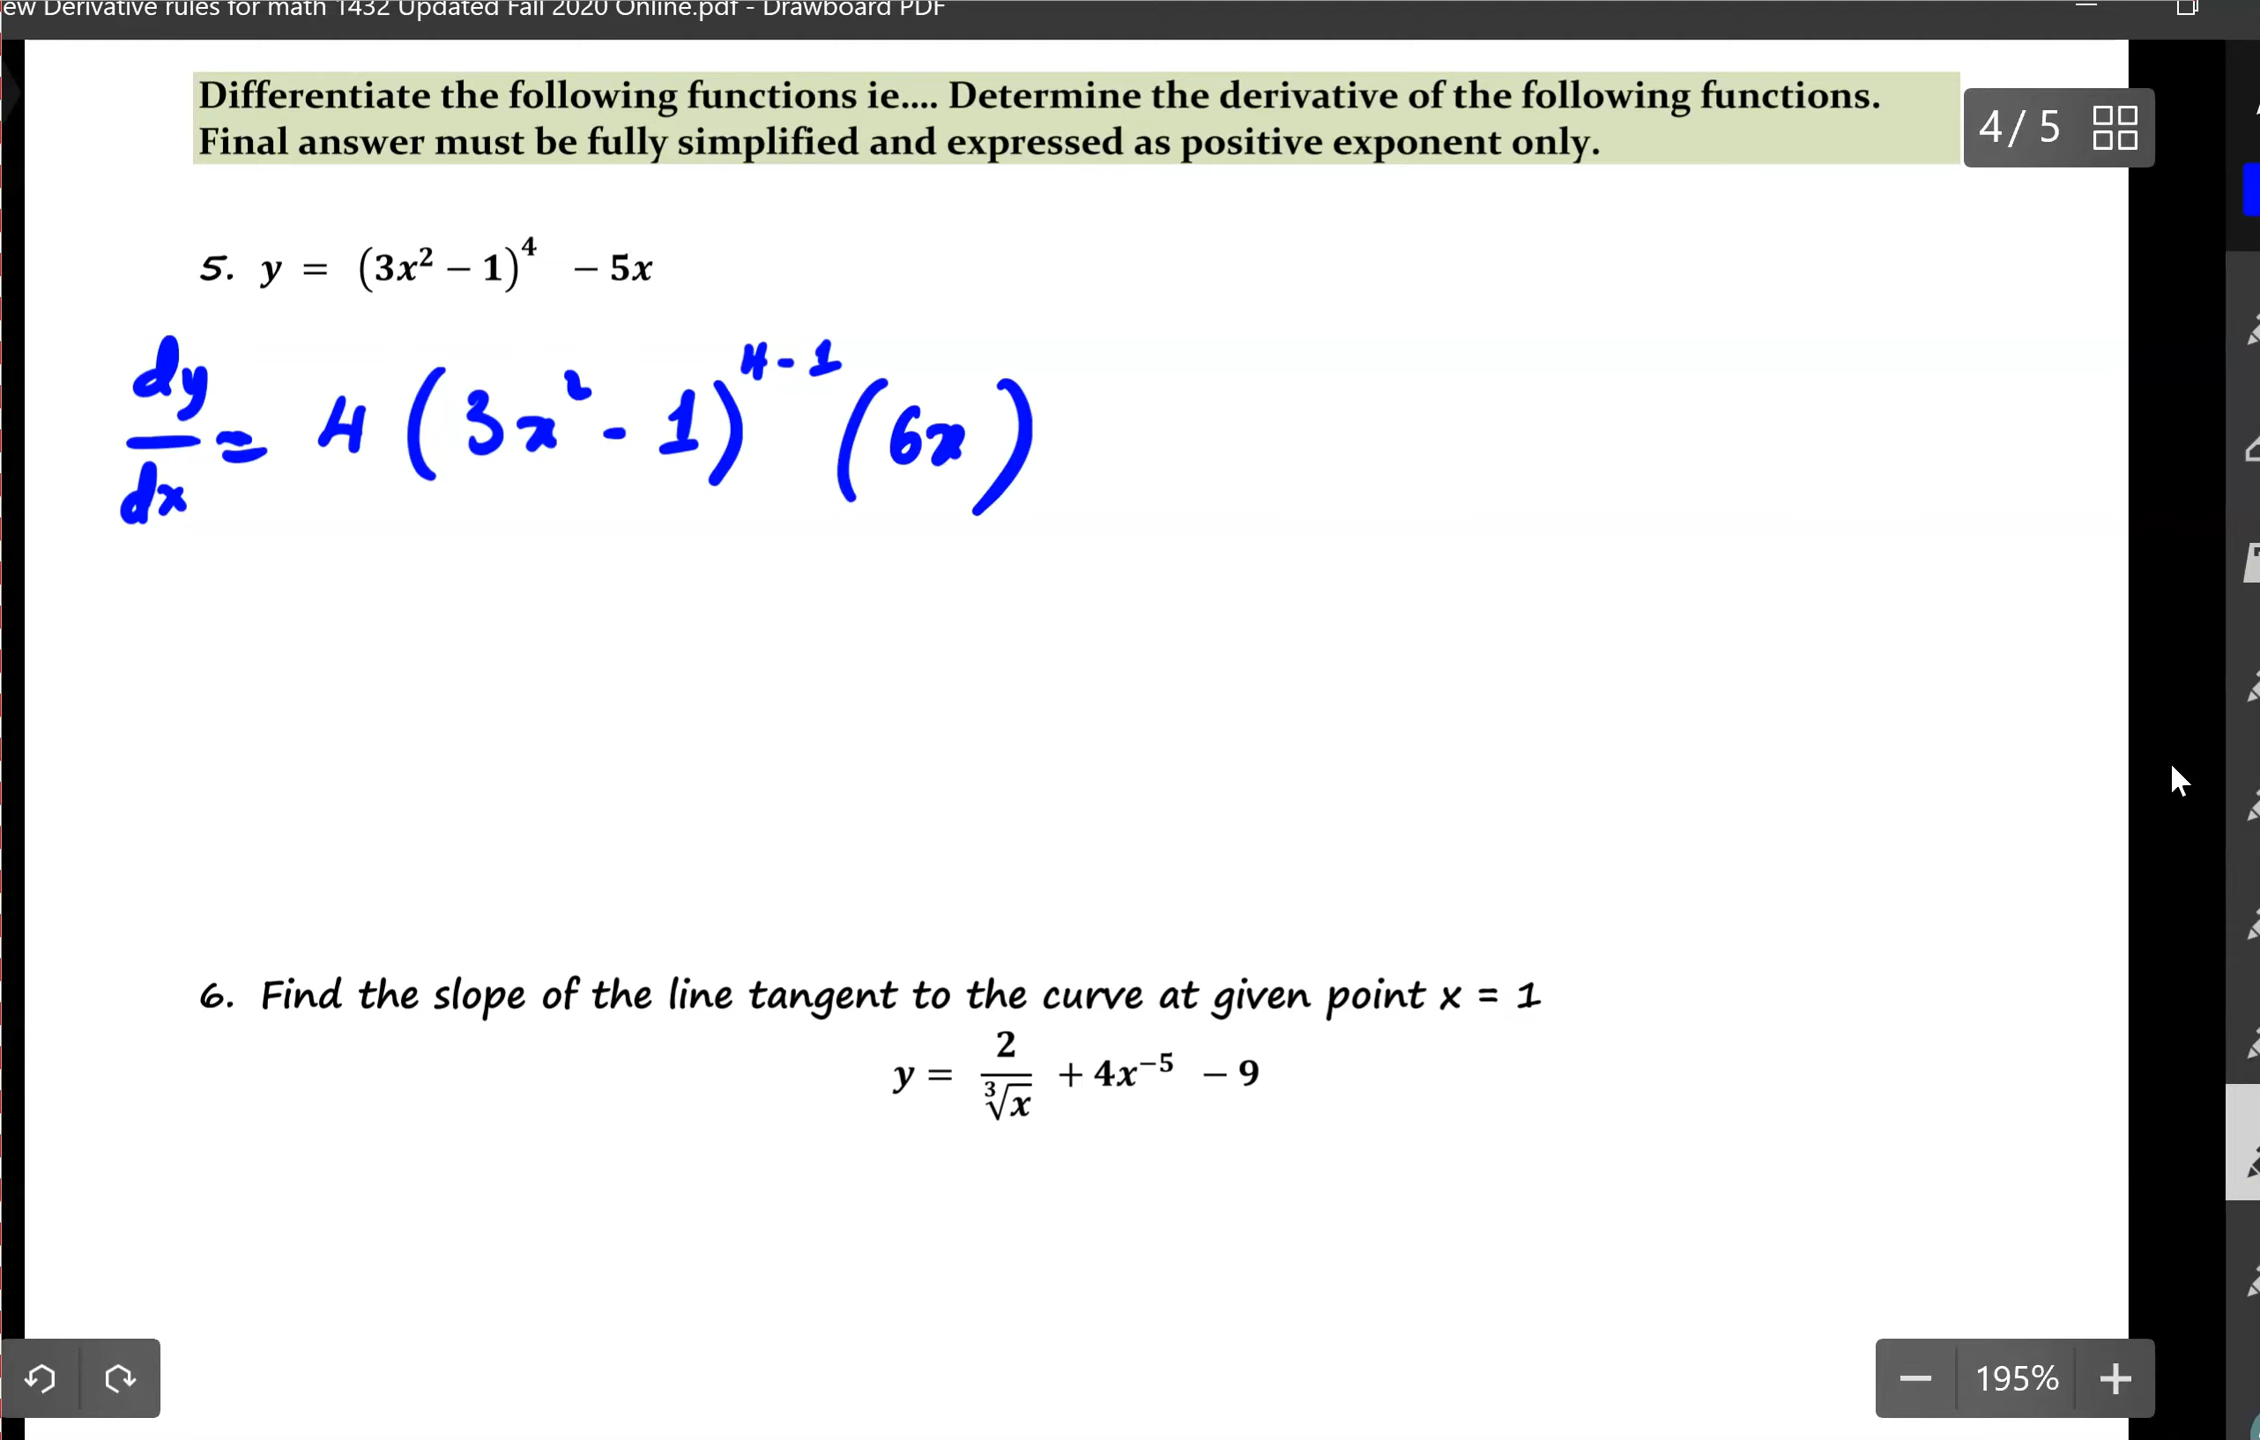 ew Derivative rules for math 1432 Updated Fall 2020 Online.pdf - Drawboard PDF
Differentiate the following functions ie.... Determine the derivative of the following functions.
Final answer must be fully simplified and expressed as positive exponent only.
4 / 5
5. y = (3x² − 1)⁴ − 5x
dy/dx = 4 (3x² - 1)⁴⁻¹ (6x)
6. Find the slope of the line tangent to the curve at given point x = 1
y = 2/∛x + 4x⁻⁵ − 9
195%